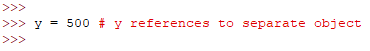 >>>
>>> y = 500 # y references to separate object
>>>